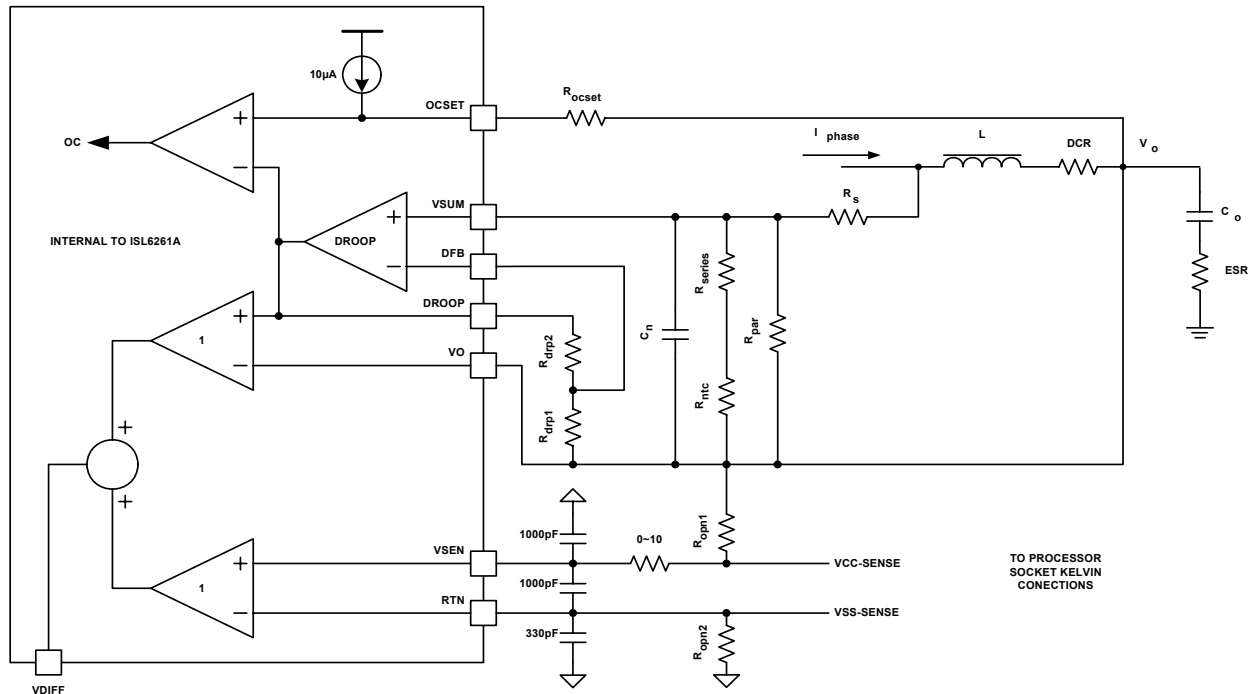 10µA
OCSET
R ocset
OC
I phase
L
DCR
V o
C o
ESR
R s
VSUM
DFB
DROOP
VO
DROOP
INTERNAL TO ISL6261A
+
−
+
−
+
−
1
+
+
1
+
−
R drp2
R drp1
C n
R series
R ntc
R par
R opn1
0~10
1000pF
1000pF
330pF
VSEN
RTN
VCC-SENSE
VSS-SENSE
R opn2
TO PROCESSOR
SOCKET KELVIN
CONECTIONS
VDIFF